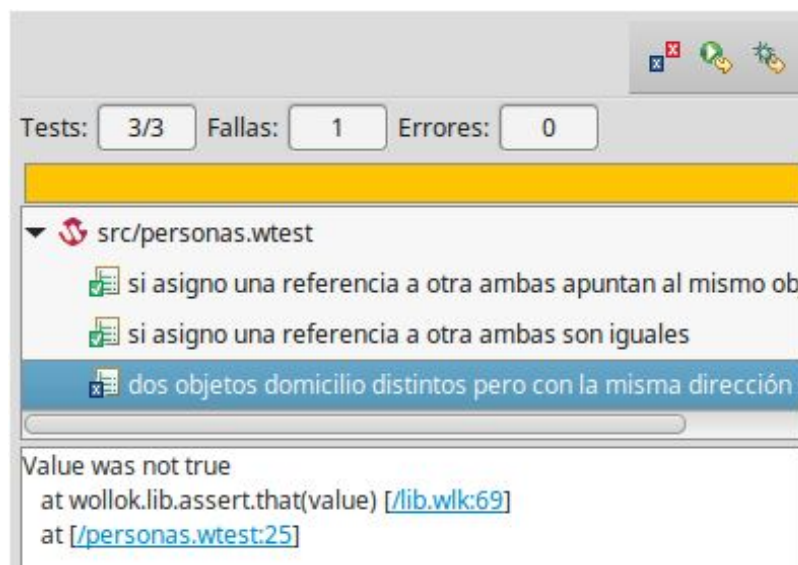 Tests: 3/3 Fallas: 1 Errores: 0
src/personas.wtest
si asigno una referencia a otra ambas apuntan al mismo ob
si asigno una referencia a otra ambas son iguales
dos objetos domicilio distintos pero con la misma dirección
Value was not true
at wollok.lib.assert.that(value) [/lib.wlk:69]
at [/personas.wtest:25]